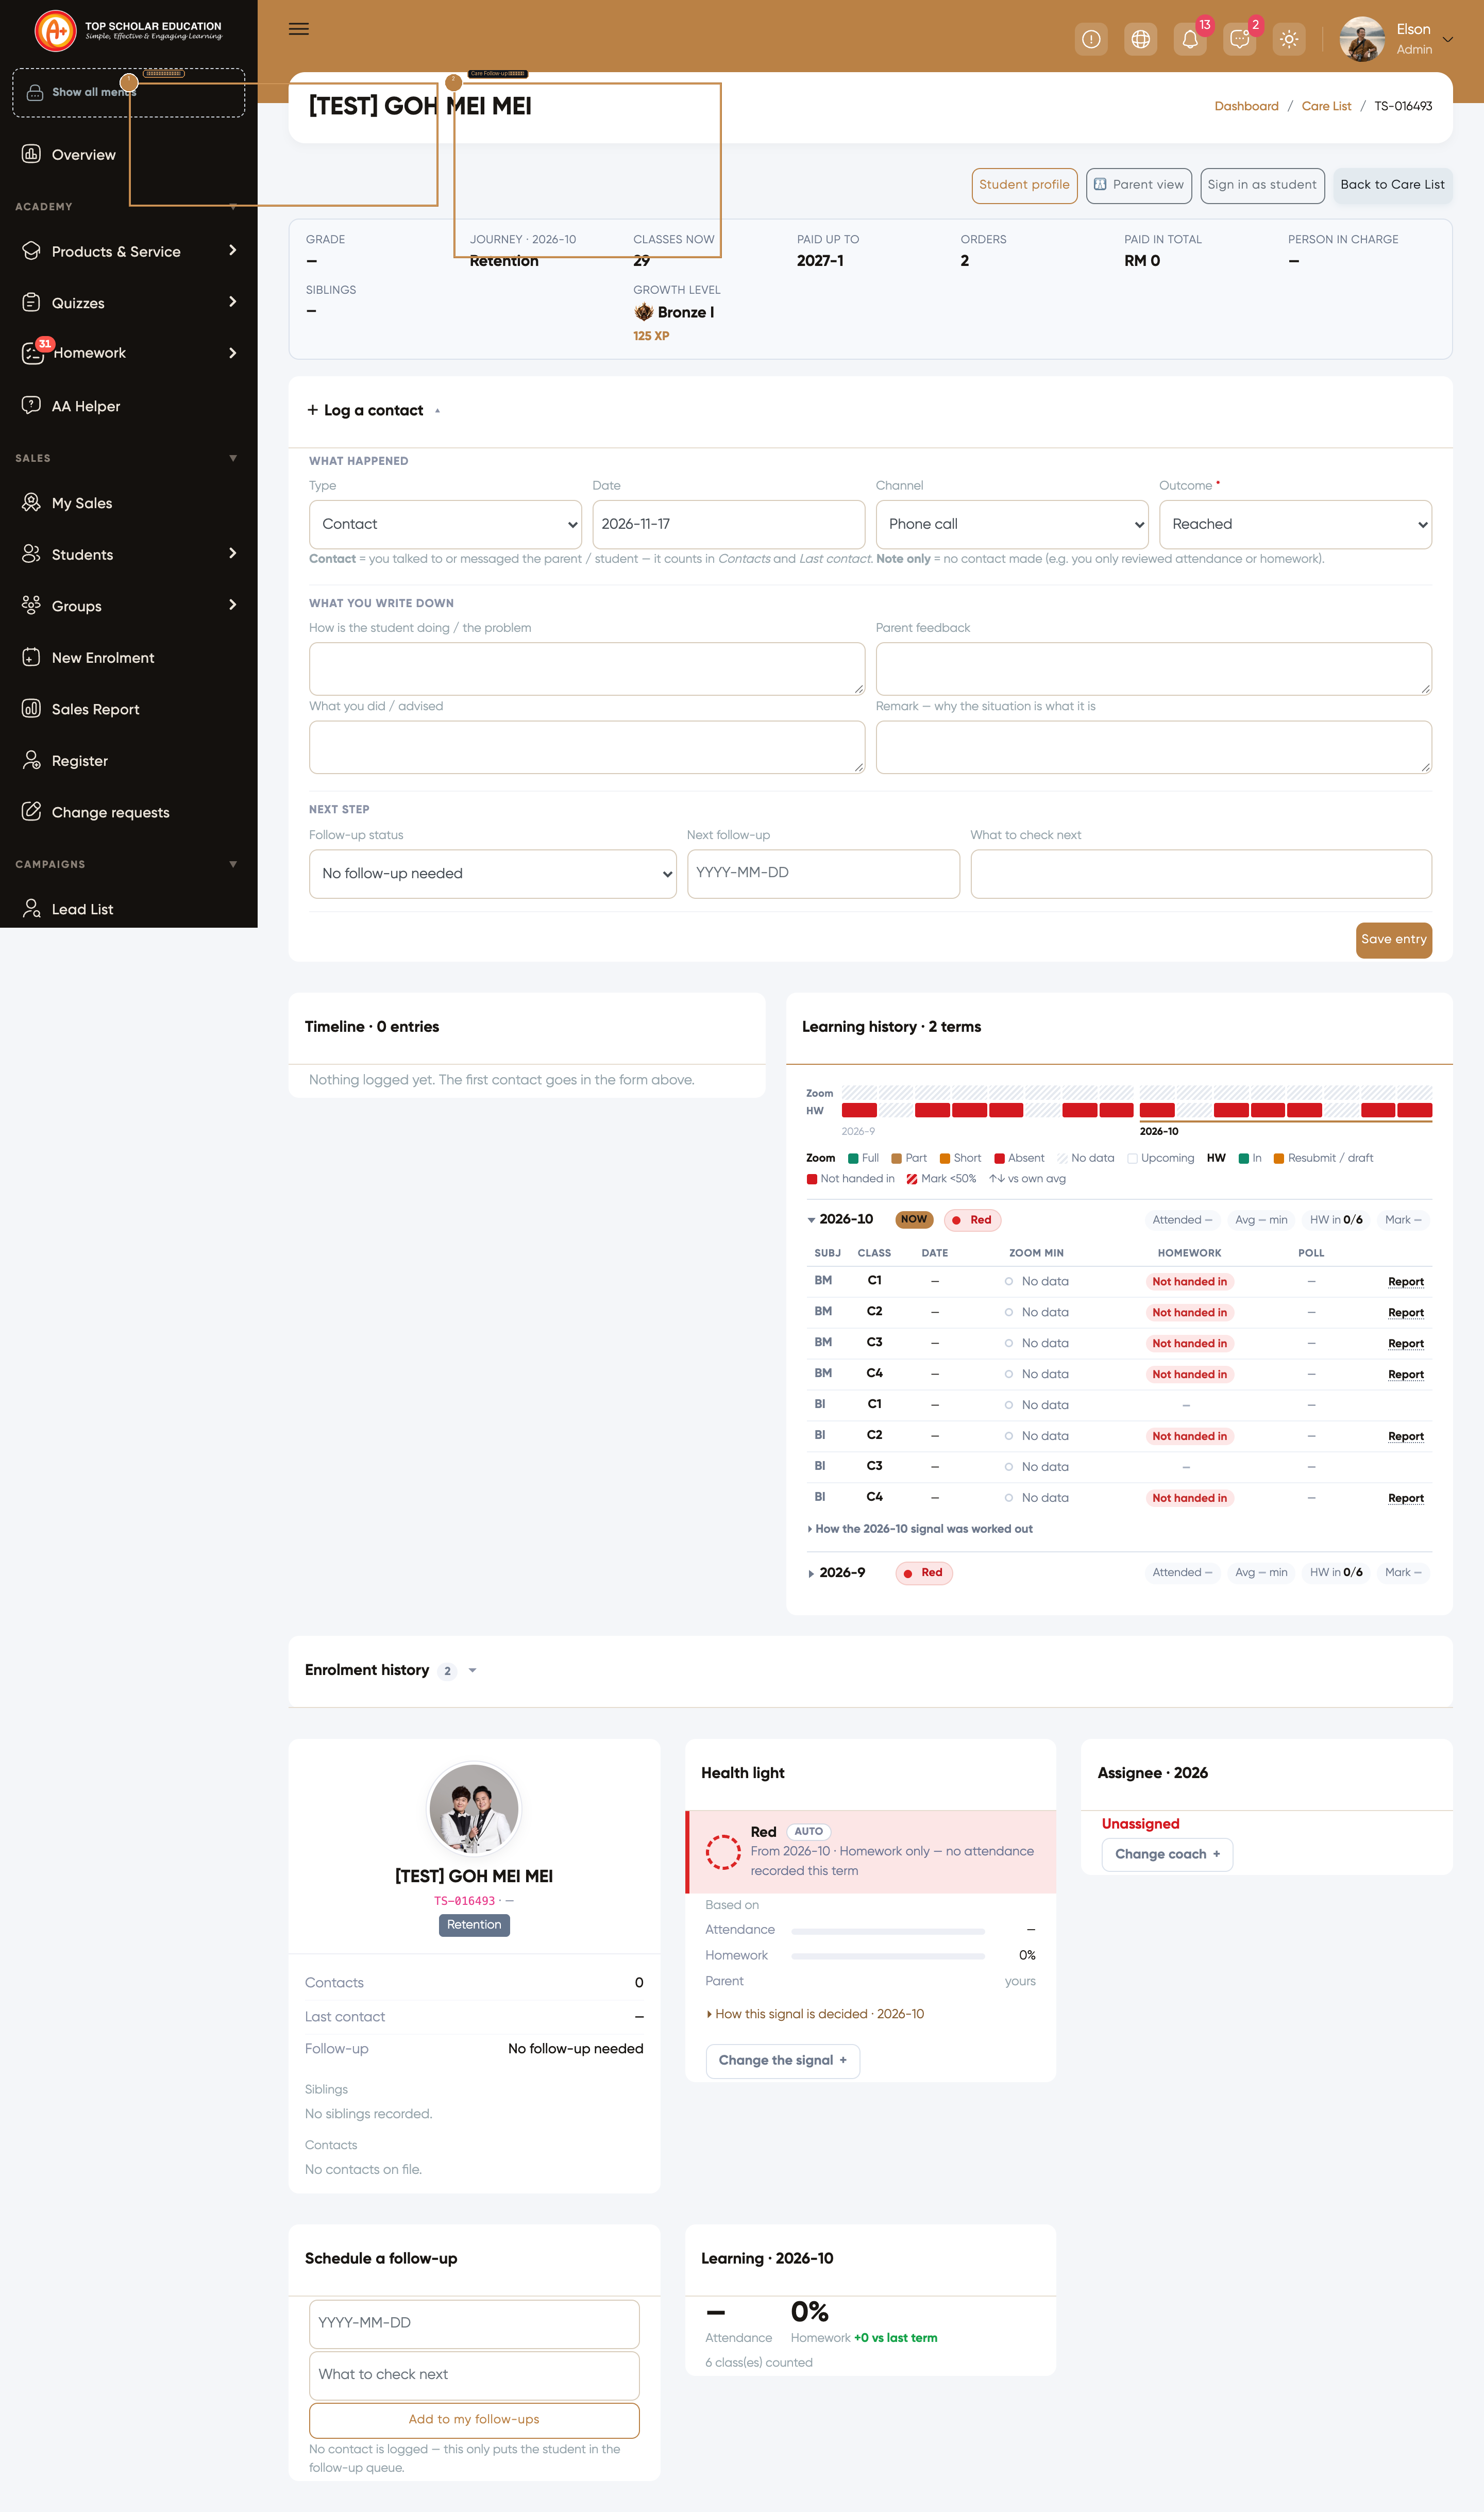 TOP SCHOLAR EDUCATION
Simple, Effective & Engaging Learning
Show all menus
Overview
ACADEMY
Products & Service
Quizzes
31
Homework
AA Helper
SALES
My Sales
Students
Groups
New Enrolment
Sales Report
Register
Change requests
CAMPAIGNS
Lead List
13
2
Elson
Admin
Care Follow-up
[TEST] GOH MEI MEI
Dashboard / Care List / TS-016493
Student profile
Parent view
Sign in as student
Back to Care List
GRADE
–
JOURNEY · 2026-10
Retention
CLASSES NOW
29
PAID UP TO
2027-1
ORDERS
2
PAID IN TOTAL
RM 0
PERSON IN CHARGE
–
SIBLINGS
–
GROWTH LEVEL
Bronze I
125 XP
+ Log a contact
WHAT HAPPENED
Type
Date
Channel
Outcome *
Contact
2026-11-17
Phone call
Reached
Contact = you talked to or messaged the parent / student — it counts in Contacts and Last contact. Note only = no contact made (e.g. you only reviewed attendance or homework).
WHAT YOU WRITE DOWN
How is the student doing / the problem
Parent feedback
What you did / advised
Remark — why the situation is what it is
NEXT STEP
Follow-up status
Next follow-up
What to check next
No follow-up needed
YYYY-MM-DD
Save entry
Timeline · 0 entries
Nothing logged yet. The first contact goes in the form above.
Learning history · 2 terms
Zoom
HW
2026-9
2026-10
Zoom Full Part Short Absent No data Upcoming HW In Resubmit / draft
Not handed in Mark <50% ↑↓ vs own avg
2026-10 NOW Red Attended — Avg — min HW in 0/6 Mark —
SUBJ CLASS DATE ZOOM MIN HOMEWORK POLL
BM C1 — No data Not handed in — Report
BM C2 — No data Not handed in — Report
BM C3 — No data Not handed in — Report
BM C4 — No data Not handed in — Report
BI C1 — No data — —
BI C2 — No data Not handed in — Report
BI C3 — No data — —
BI C4 — No data Not handed in — Report
How the 2026-10 signal was worked out
2026-9 Red Attended — Avg — min HW in 0/6 Mark —
Enrolment history 2
[TEST] GOH MEI MEI
TS-016493 · —
Retention
Contacts 0
Last contact —
Follow-up No follow-up needed
Siblings
No siblings recorded.
Contacts
No contacts on file.
Health light
Red AUTO
From 2026-10 · Homework only — no attendance
recorded this term
Based on
Attendance —
Homework 0%
Parent yours
How this signal is decided · 2026-10
Change the signal +
Assignee · 2026
Unassigned
Change coach +
Schedule a follow-up
YYYY-MM-DD
What to check next
Add to my follow-ups
No contact is logged — this only puts the student in the
follow-up queue.
Learning · 2026-10
— 0%
Attendance Homework +0 vs last term
6 class(es) counted